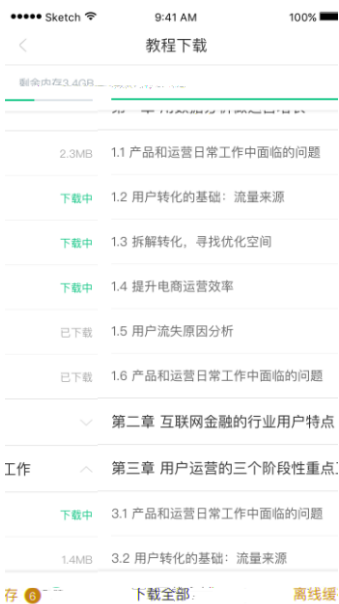 Sketch 9:41 AM 100%
教程下载
剩余内存3.4GB
2.3MB 1.1 产品和运营日常工作中面临的问题
下载中 1.2 用户转化的基础：流量来源
下载中 1.3 拆解转化，寻找优化空间
下载中 1.4 提升电商运营效率
已下载 1.5 用户流失原因分析
已下载 1.6 产品和运营日常工作中面临的问题
第二章 互联网金融的行业用户特点
工作 第三章 用户运营的三个阶段性重点
下载中 3.1 产品和运营日常工作中面临的问题
1.4MB 3.2 用户转化的基础：流量来源
存 6 下载全部 离线缓